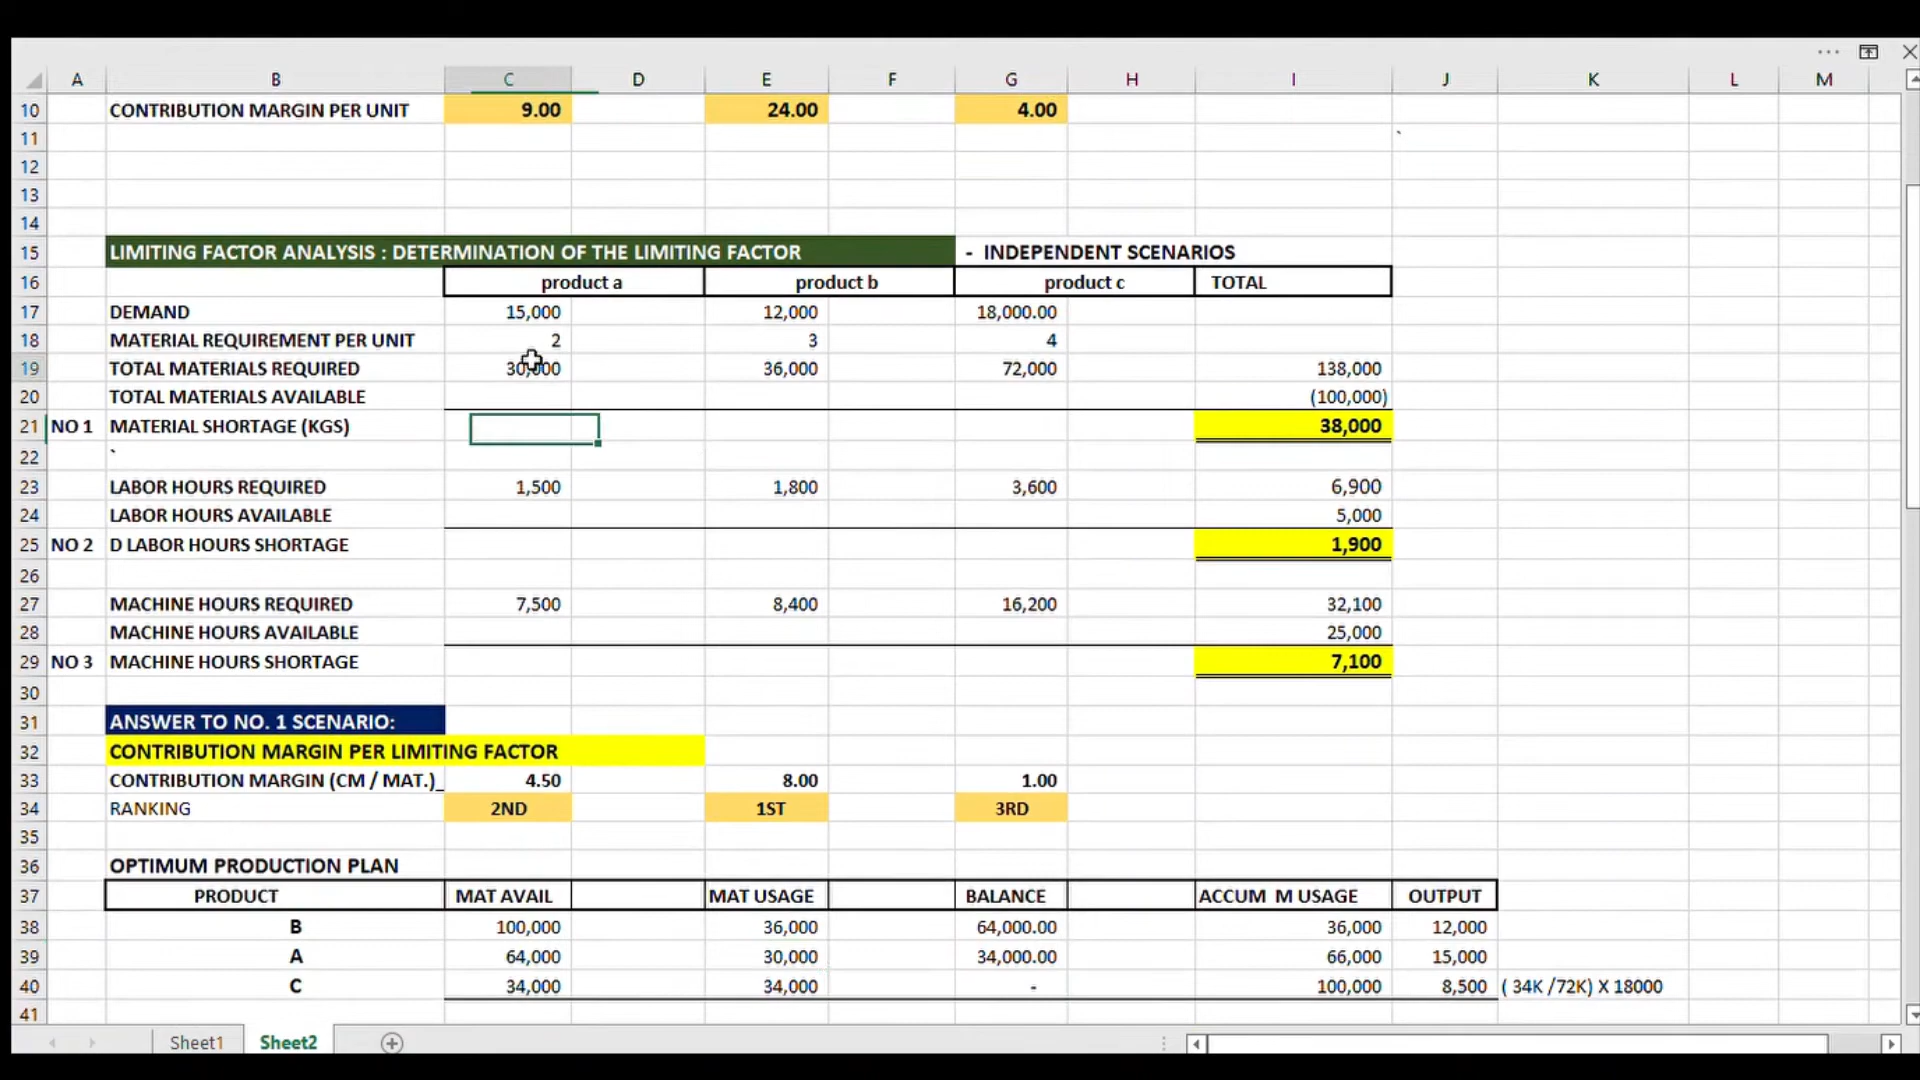 A B C D E F G H I J K L M
10 CONTRIBUTION MARGIN PER UNIT 9.00 24.00 4.00
11 `
12
13
14
15 LIMITING FACTOR ANALYSIS : DETERMINATION OF THE LIMITING FACTOR - INDEPENDENT SCENARIOS
16 product a product b product c TOTAL
17 DEMAND 15,000 12,000 18,000.00
18 MATERIAL REQUIREMENT PER UNIT 2 3 4
19 TOTAL MATERIALS REQUIRED 30,000 36,000 72,000 138,000
20 TOTAL MATERIALS AVAILABLE (100,000)
21 NO 1 MATERIAL SHORTAGE (KGS) 38,000
22 `
23 LABOR HOURS REQUIRED 1,500 1,800 3,600 6,900
24 LABOR HOURS AVAILABLE 5,000
25 NO 2 D LABOR HOURS SHORTAGE 1,900
26
27 MACHINE HOURS REQUIRED 7,500 8,400 16,200 32,100
28 MACHINE HOURS AVAILABLE 25,000
29 NO 3 MACHINE HOURS SHORTAGE 7,100
30
31 ANSWER TO NO. 1 SCENARIO:
32 CONTRIBUTION MARGIN PER LIMITING FACTOR
33 CONTRIBUTION MARGIN (CM / MAT.)_ 4.50 8.00 1.00
34 RANKING 2ND 1ST 3RD
35
36 OPTIMUM PRODUCTION PLAN
37 PRODUCT MAT AVAIL MAT USAGE BALANCE ACCUM M USAGE OUTPUT
38 B 100,000 36,000 64,000.00 36,000 12,000
39 A 64,000 30,000 34,000.00 66,000 15,000
40 C 34,000 34,000 - 100,000 8,500 ( 34K /72K) X 18000
41
Sheet1 Sheet2